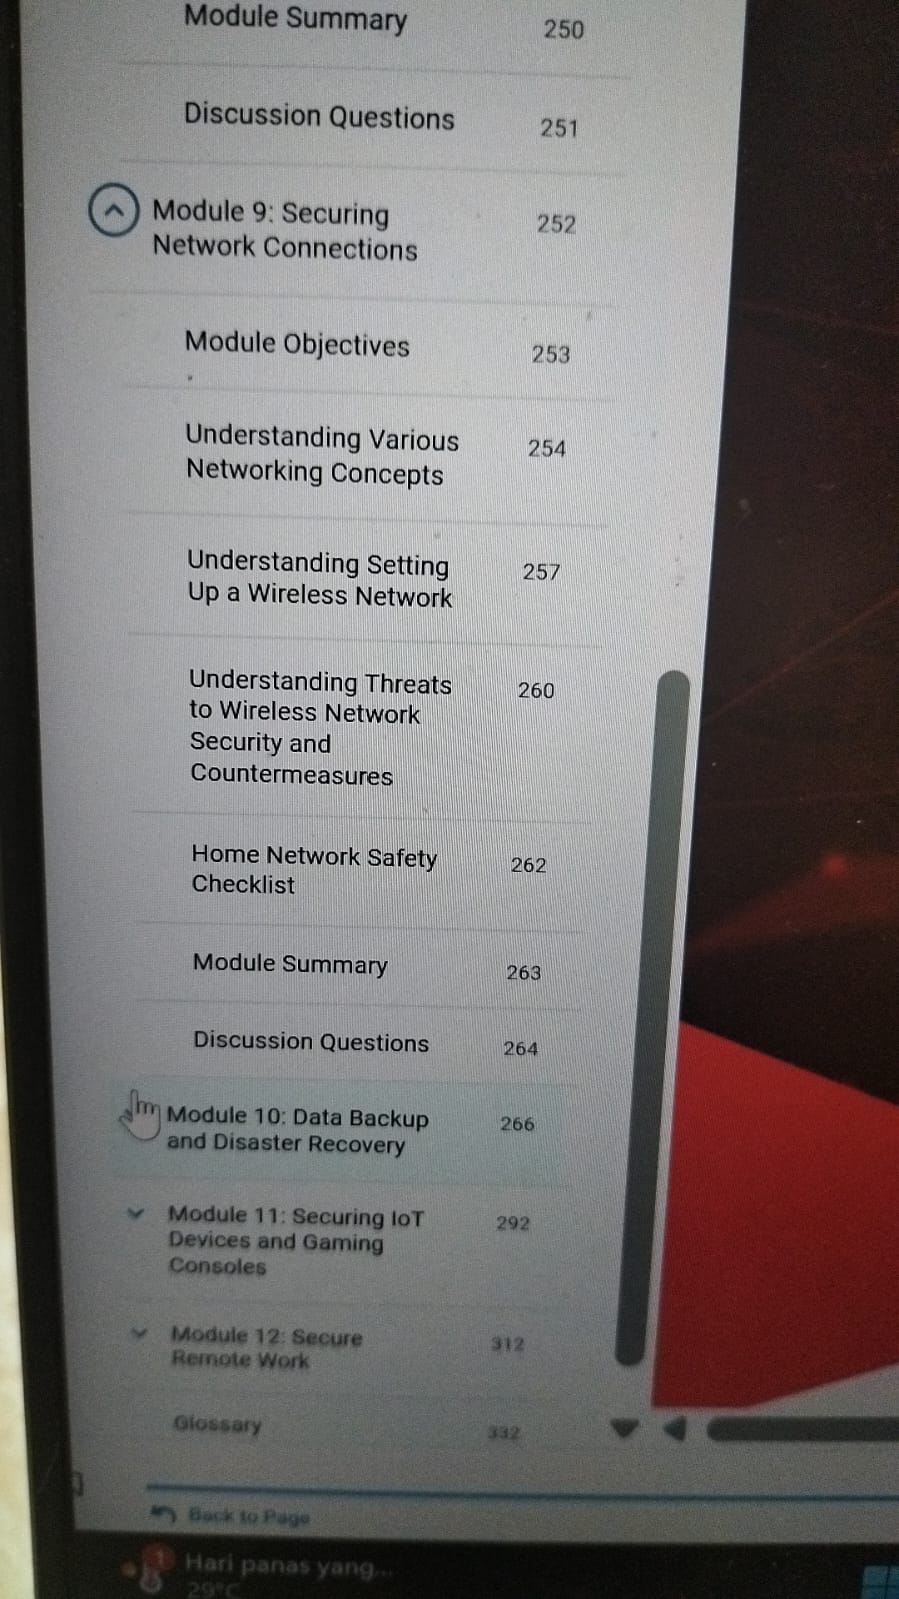 Module Summary 250
Discussion Questions 251
Module 9: Securing 252
Network Connections
Module Objectives 253
Understanding Various 254
Networking Concepts
Understanding Setting 257
Up a Wireless Network
Understanding Threats 260
to Wireless Network
Security and
Countermeasures
Home Network Safety 262
Checklist
Module Summary 263
Discussion Questions 264
Module 10: Data Backup 266
and Disaster Recovery
Module 11: Securing IoT 292
Devices and Gaming
Consoles
Module 12: Secure 312
Remote Work
Glossary 332
Back to Page
1
Hari panas yang...
29°C